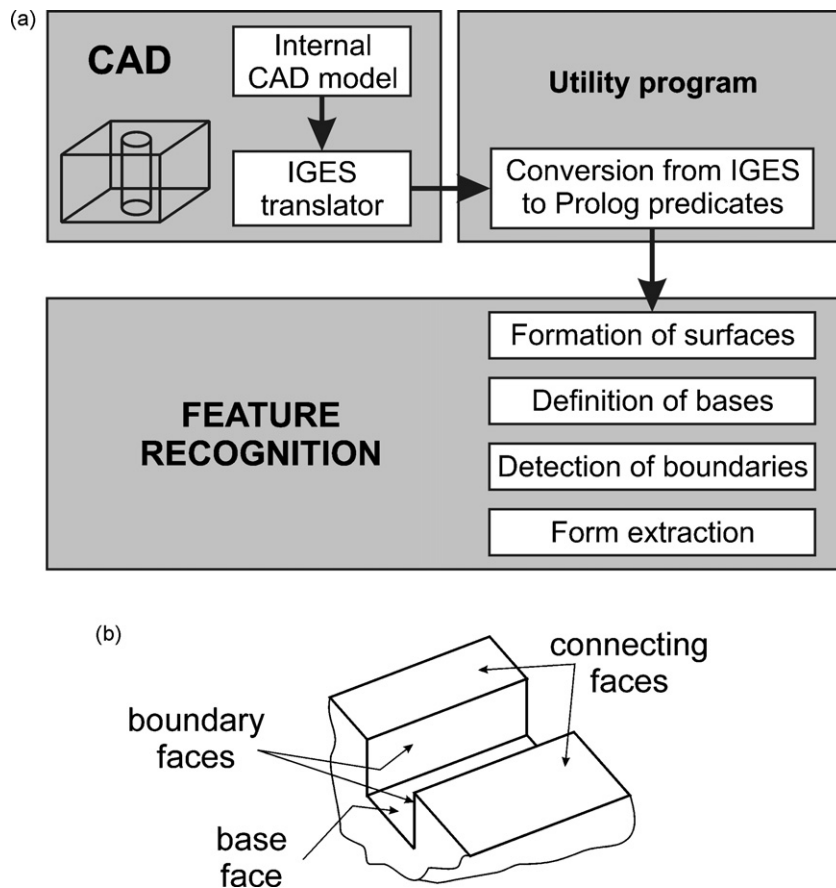 (a)
CAD
Internal
CAD model
IGES
translator
Utility program
Conversion from IGES
to Prolog predicates
FEATURE
RECOGNITION
Formation of surfaces
Definition of bases
Detection of boundaries
Form extraction
(b)
connecting
faces
boundary
faces
base
face